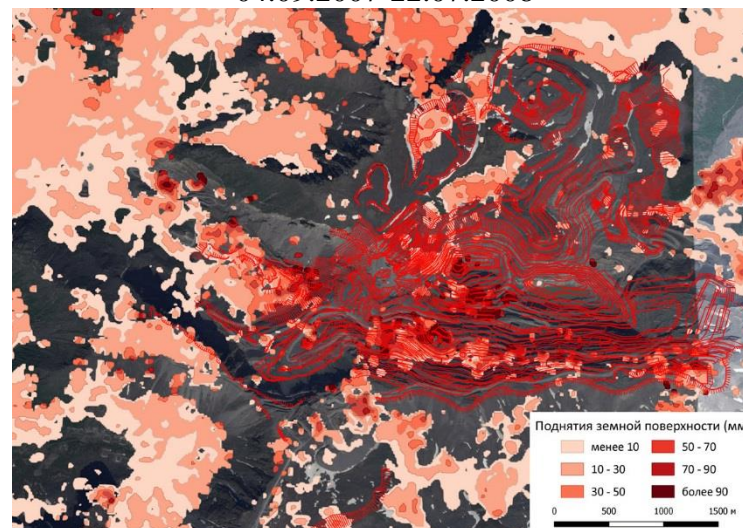 04.09.2007-22.07.2008
Поднятия земной поверхности (мм
менее 10
50 - 70
10 - 30
70 - 90
30 - 50
более 90
0 500 1000 1500 м